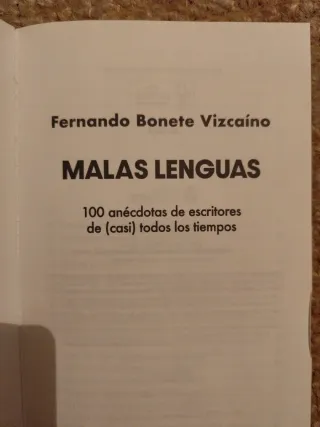 Fernando Bonete Vizcaíno
MALAS LENGUAS
100 anécdotas de escritores
de (casi) todos los tiempos